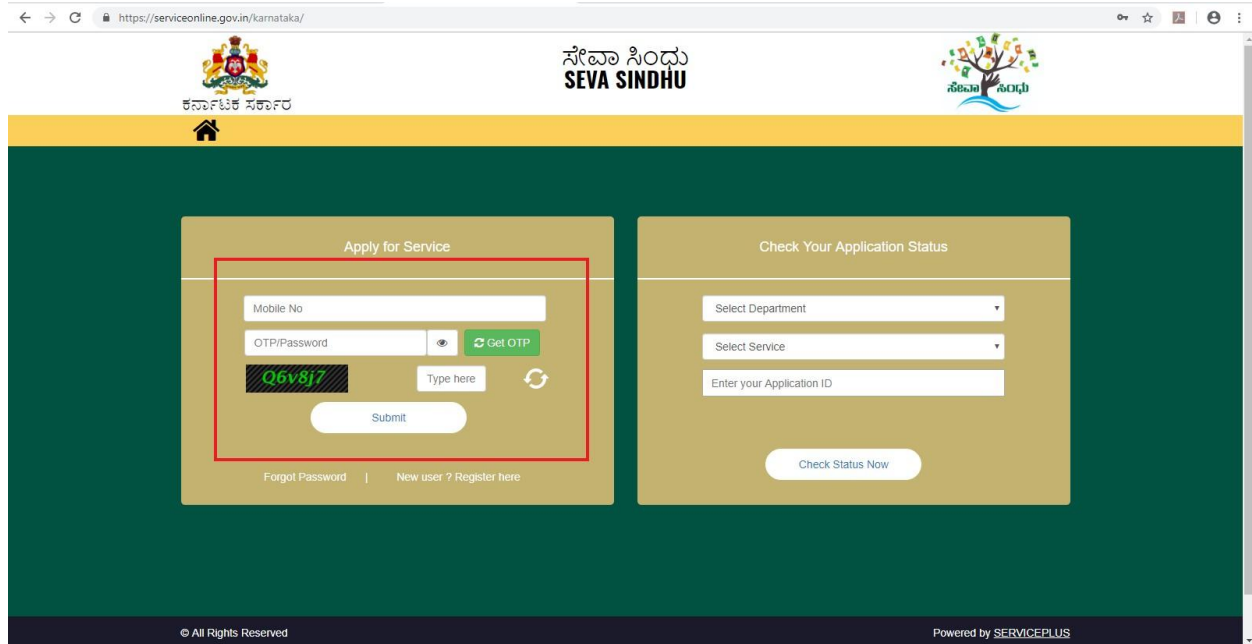 https://serviceonline.gov.in/karnataka/
ಕರ್ನಾಟಕ ಸರ್ಕಾರ
ಸೇವಾ ಸಿಂಧು
SEVA SINDHU
ಸೇವಾ ಸಿಂಧು
Apply for Service
Mobile No
OTP/Password
Get OTP
Q6v8j7
Type here
Submit
Forgot Password | New user ? Register here
Check Your Application Status
Select Department
Select Service
Enter your Application ID
Check Status Now
© All Rights Reserved
Powered by SERVICEPLUS